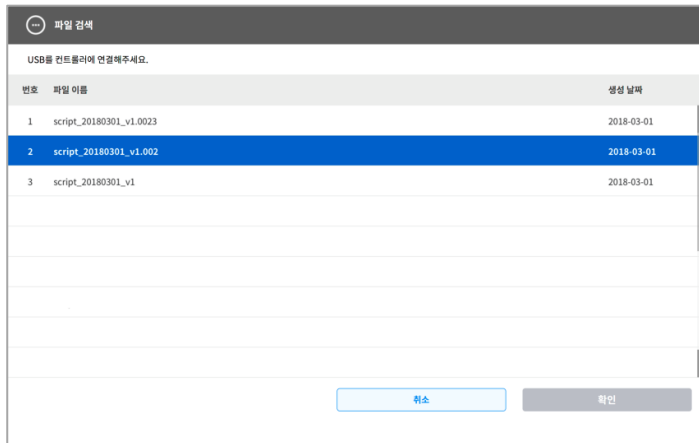 파일 검색
USB를 컨트롤러에 연결해주세요.
번호 파일 이름 생성 날짜
1 script_20180301_v1.0023 2018-03-01
2 script_20180301_v1.002 2018-03-01
3 script_20180301_v1 2018-03-01
취소 확인